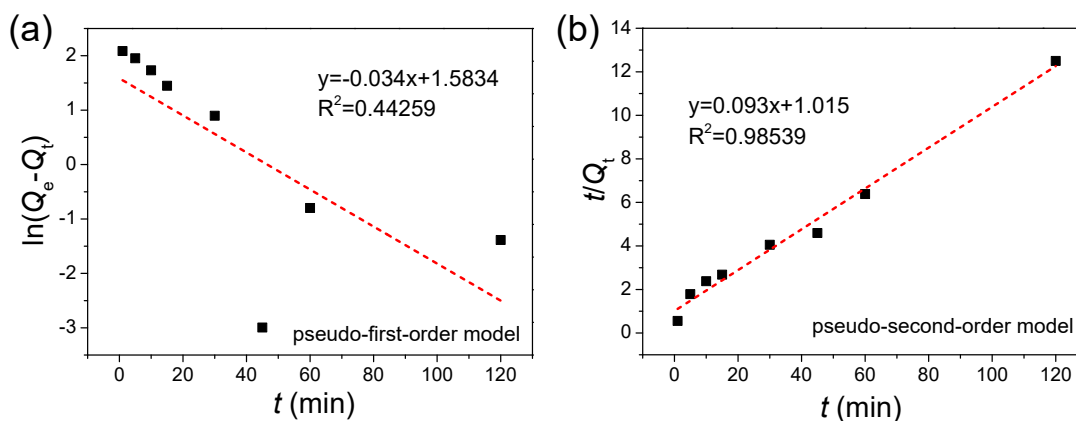 (a)
2
1
0
-1
-2
-3
ln(Qe-Qt)
y=-0.034x+1.5834
R²=0.44259
pseudo-first-order model
0 20 40 60 80 100 120
t (min)
(b)
14
12
10
8
6
4
2
0
t/Qt
y=0.093x+1.015
R²=0.98539
pseudo-second-order model
0 20 40 60 80 100 120
t (min)